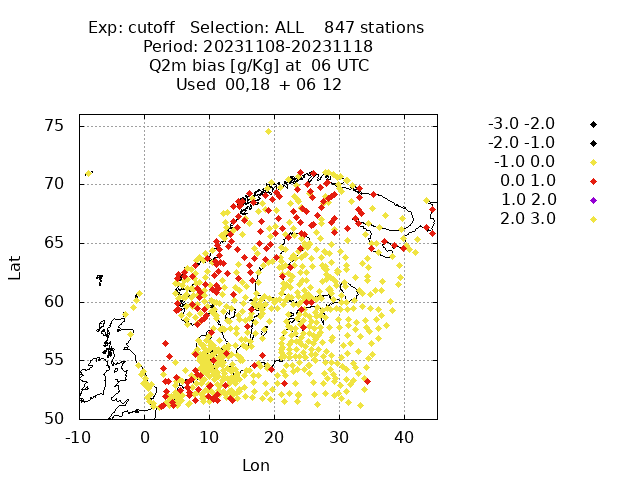 Exp: cutoff   Selection: ALL    847 stations
Period: 20231108-20231118
Q2m bias [g/Kg] at  06 UTC
Used  00,18  + 06 12
75
70
65
60
55
50
Lat
-10 0 10 20 30 40
Lon
-3.0 -2.0
-2.0 -1.0
-1.0 0.0
0.0 1.0
1.0 2.0
2.0 3.0